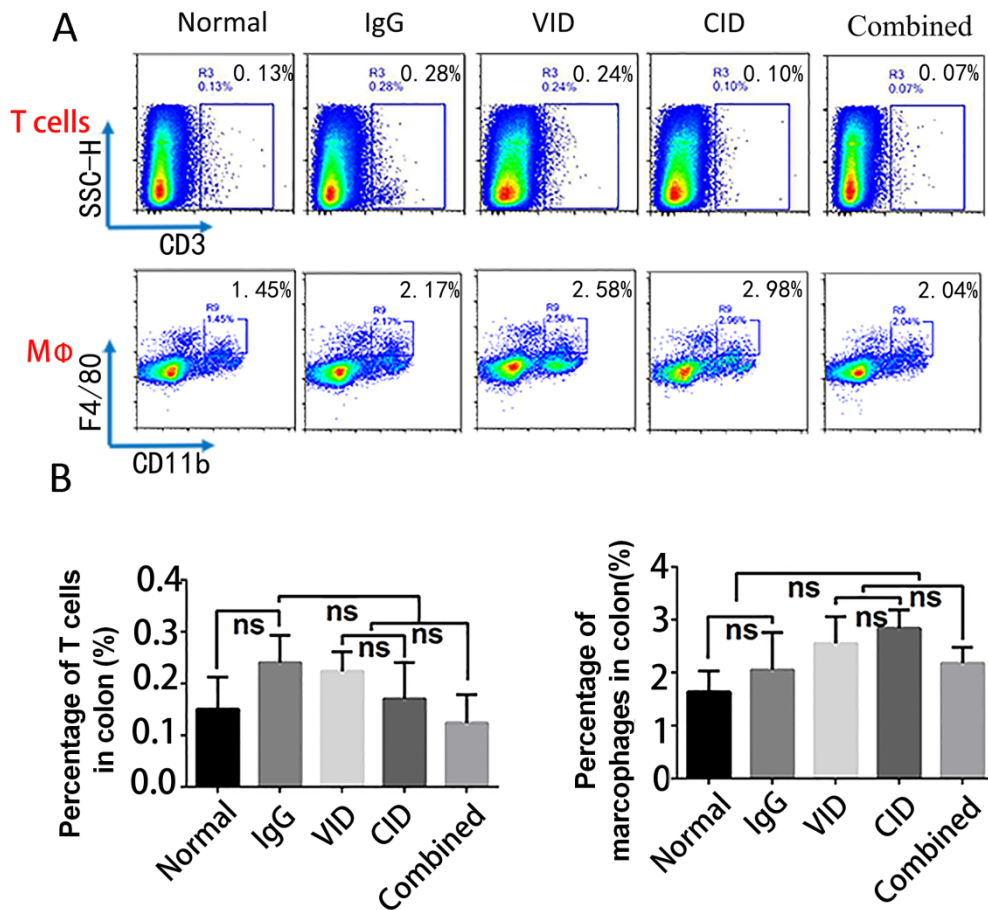 A
Normal IgG VID CID Combined
R3 0.13%
0.13%
R3 0.28%
0.28%
R3 0.24%
0.24%
R3 0.10%
0.10%
R3 0.07%
0.07%
T cells
SSC-H
CD3
1.45%
R9
1.45%
2.17%
R9
2.17%
2.58%
R9
2.58%
2.98%
R9
2.96%
2.04%
R9
2.04%
MΦ
F4/80
CD11b
B
Percentage of T cells
in colon (%)
0.4
0.3
0.2
0.1
0.0
ns
ns
ns
ns
Normal
IgG
VID
CID
Combined
Percentage of
marcophages in colon(%)
4
3
2
1
0
ns
ns
ns
ns
Normal
IgG
VID
CID
Combined